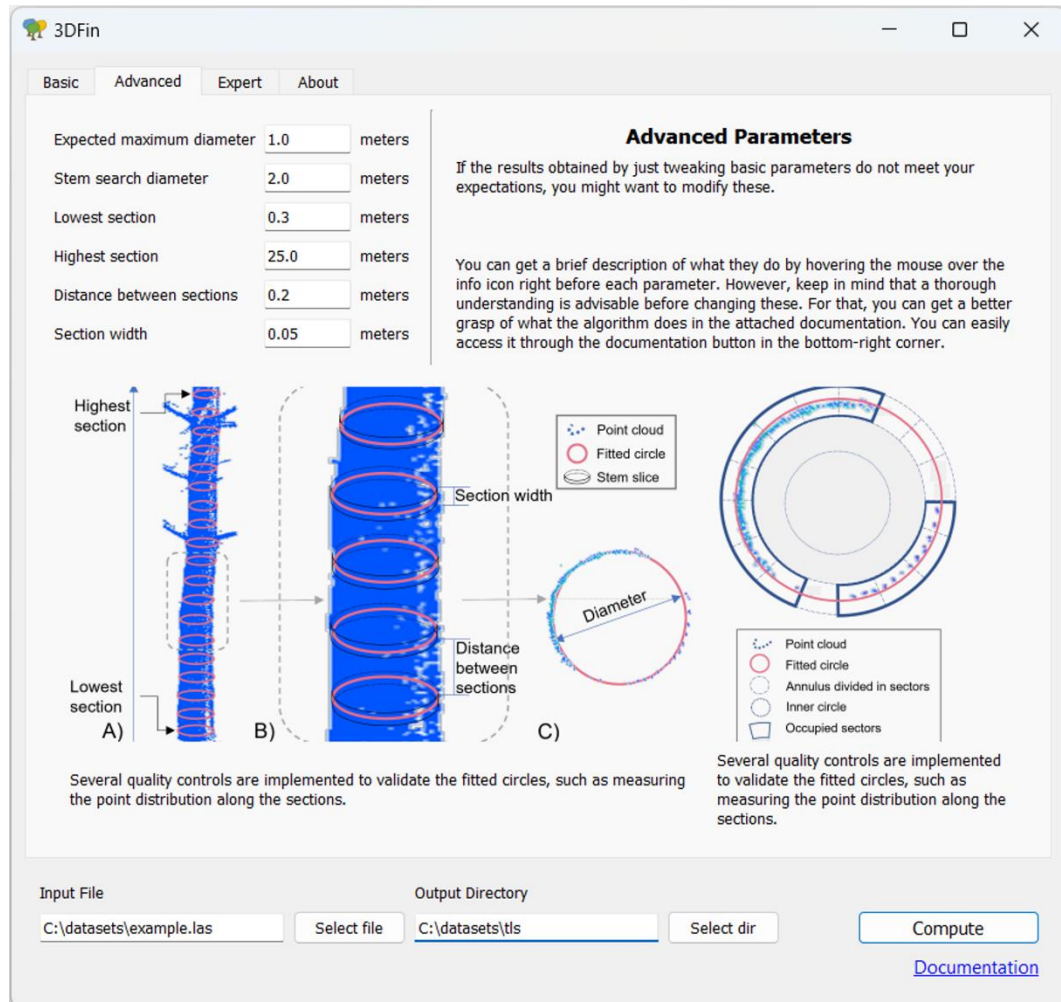 3DFin
Basic
Advanced
Expert
About
Expected maximum diameter 1.0 meters
Stem search diameter 2.0 meters
Lowest section 0.3 meters
Highest section 25.0 meters
Distance between sections 0.2 meters
Section width 0.05 meters
Advanced Parameters
If the results obtained by just tweaking basic parameters do not meet your
expectations, you might want to modify these.
You can get a brief description of what they do by hovering the mouse over the
info icon right before each parameter. However, keep in mind that a thorough
understanding is advisable before changing these. For that, you can get a better
grasp of what the algorithm does in the attached documentation. You can easily
access it through the documentation button in the bottom-right corner.
Highest
section
Lowest
section
A)
B)
Section width
Distance
between
sections
Point cloud
Fitted circle
Stem slice
Diameter
C)
Point cloud
Fitted circle
Annulus divided in sectors
Inner circle
Occupied sectors
Several quality controls are implemented to validate the fitted circles, such as measuring
the point distribution along the sections.
Several quality controls are implemented
to validate the fitted circles, such as
measuring the point distribution along the
sections.
Input File
C:\datasets\example.las
Select file
Output Directory
C:\datasets\tls
Select dir
Compute
Documentation